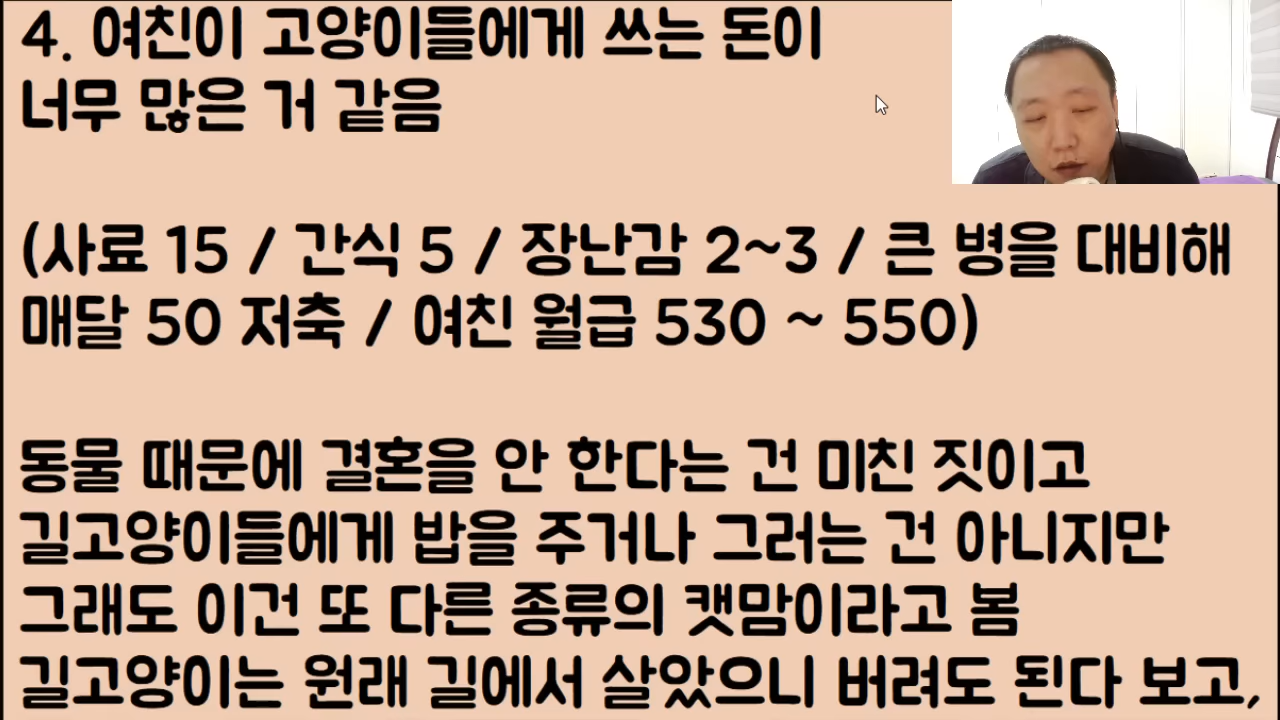 4. 여친이 고양이들에게 쓰는 돈이
너무 많은 거 같음
(사료 15 / 간식 5 / 장난감 2~3 / 큰 병을 대비해
매달 50 저축 / 여친 월급 530 ~ 550)
동물 때문에 결혼을 안 한다는 건 미친 짓이고
길고양이들에게 밥을 주거나 그러는 건 아니지만
그래도 이건 또 다른 종류의 캣맘이라고 봄
길고양이는 원래 길에서 살았으니 버려도 된다 보고,